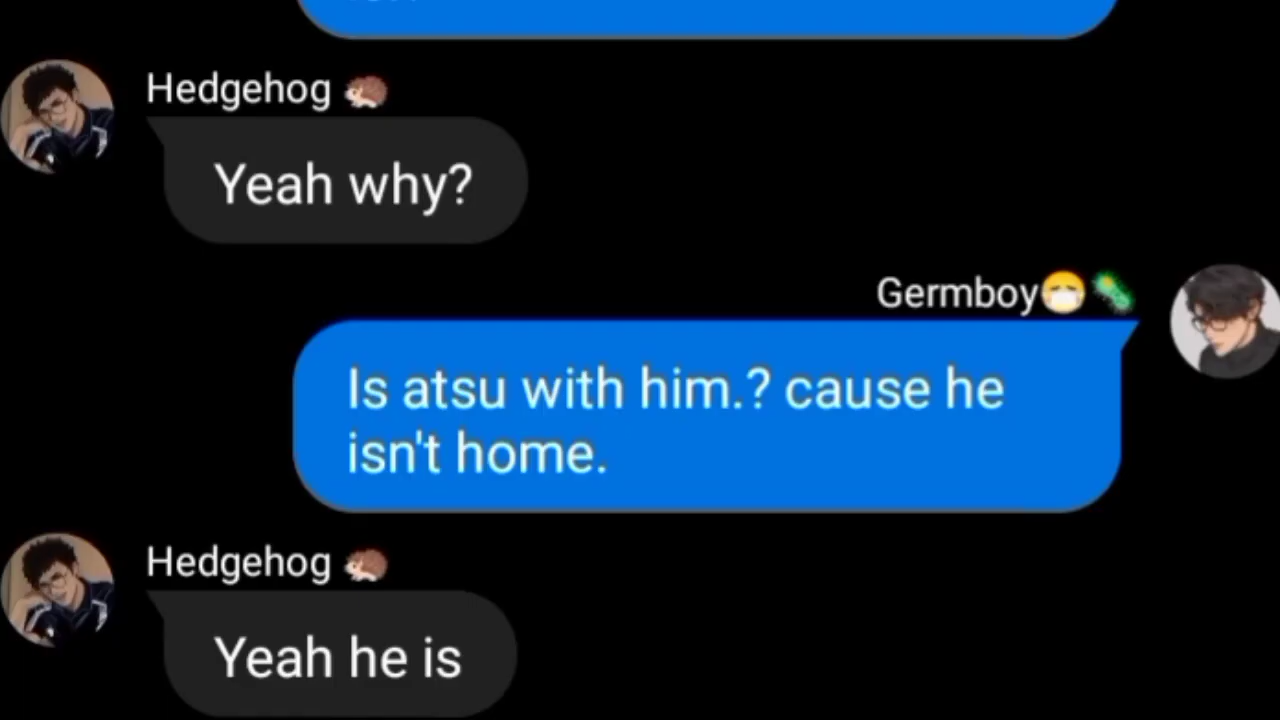 Hedgehog 🦔
Yeah why?
Germboy😷🦠
Is atsu with him.? cause he
isn't home.
Hedgehog 🦔
Yeah he is